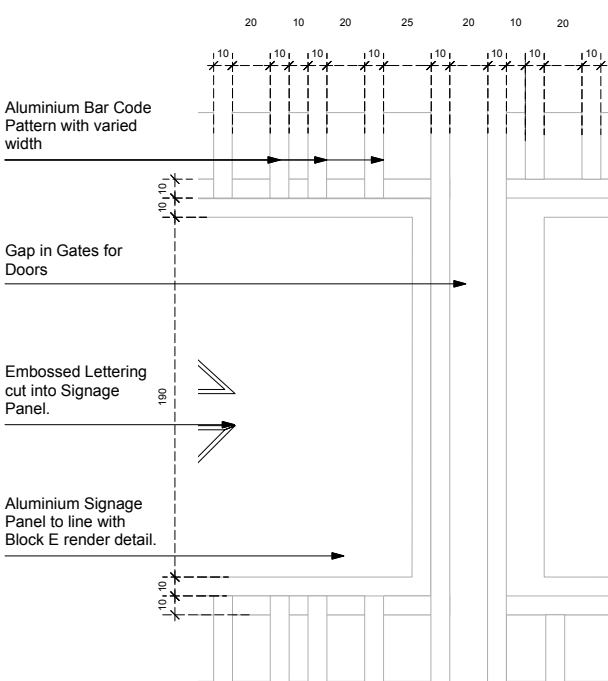 20 10 20 25 20 10 20
10 10 10 10 10 10 10 10
Aluminium Bar Code
Pattern with varied
width
10
10
Gap in Gates for
Doors
Embossed Lettering
cut into Signage
Panel.
190
Aluminium Signage
Panel to line with
Block E render detail.
10
10